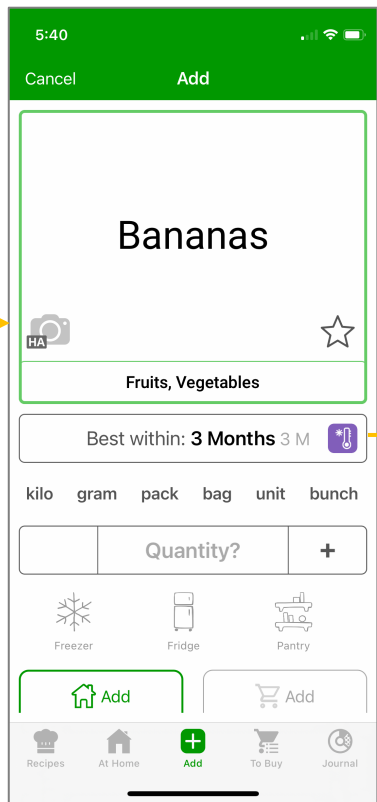 5:40
Cancel Add
Bananas
HA
Fruits, Vegetables
Best within: 3 Months 3 M
kilo gram pack bag unit bunch
Quantity? +
Freezer Fridge Pantry
Add Add
Recipes At Home Add To Buy Journal